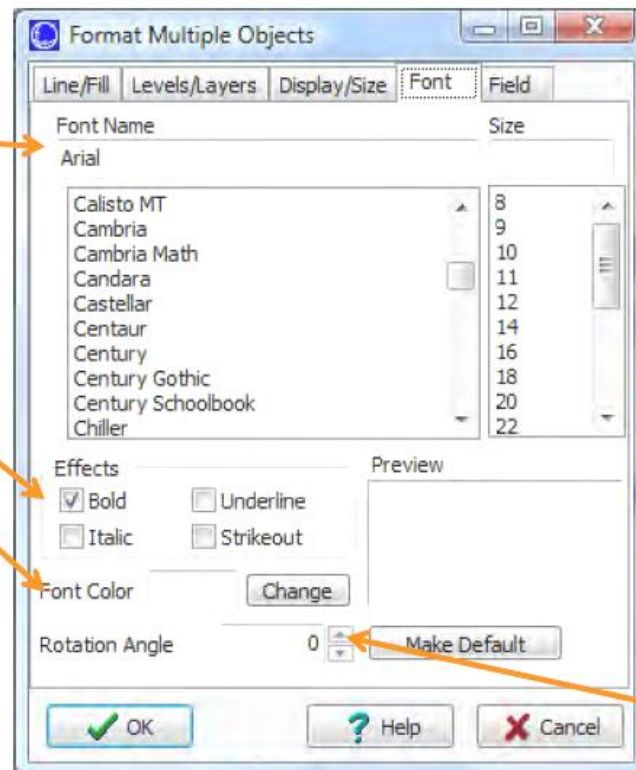 Format Multiple Objects
Line/Fill Levels/Layers Display/Size Font Field
Font Name Size
Arial
Calisto MT 8
Cambria 9
Cambria Math 10
Candara 11
Castellar 12
Centaur 14
Century 16
Century Gothic 18
Century Schoolbook 20
Chiller 22
Effects Preview
Bold Underline
Italic Strikeout
Font Color Change
Rotation Angle 0 Make Default
OK ? Help Cancel